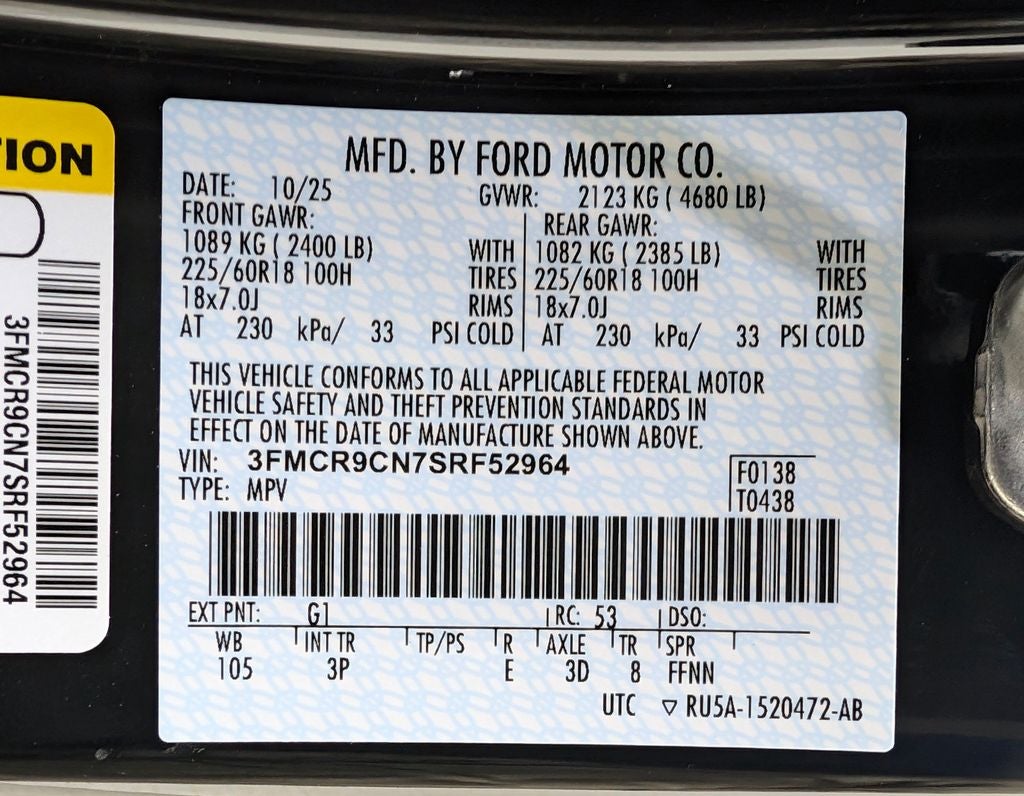 TION
3FMCR9CN7SRF52964
MFD. BY FORD MOTOR CO.
DATE: 10/25 GVWR: 2123 KG ( 4680 LB)
FRONT GAWR: REAR GAWR:
1089 KG ( 2400 LB) WITH 1082 KG ( 2385 LB) WITH
225/60R18 100H TIRES 225/60R18 100H TIRES
18x7.0J RIMS 18x7.0J RIMS
AT 230 kPa/ 33 PSI COLD AT 230 kPa/ 33 PSI COLD
THIS VEHICLE CONFORMS TO ALL APPLICABLE FEDERAL MOTOR
VEHICLE SAFETY AND THEFT PREVENTION STANDARDS IN
EFFECT ON THE DATE OF MANUFACTURE SHOWN ABOVE.
VIN: 3FMCR9CN7SRF52964 F0138
TYPE: MPV T0438
EXT PNT: G1 RC: 53 DSO:
WB INT TR TP/PS R AXLE TR SPR
105 3P E 3D 8 FFNN
UTC ▽ RU5A-1520472-AB